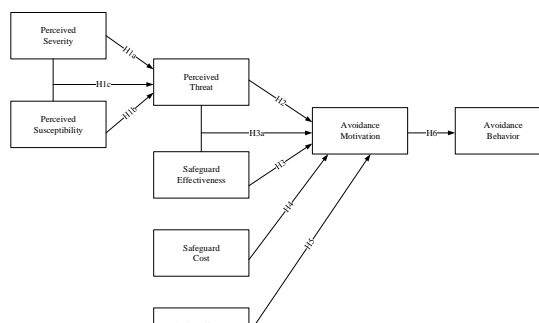 Perceived
Severity
H1a
H1c
H1b
Perceived
Susceptibility
Perceived
Threat
H2
H3a
H3
Safeguard
Effectiveness
Avoidance
Motivation
H6
Avoidance
Behavior
Safeguard
Cost
H4
H5